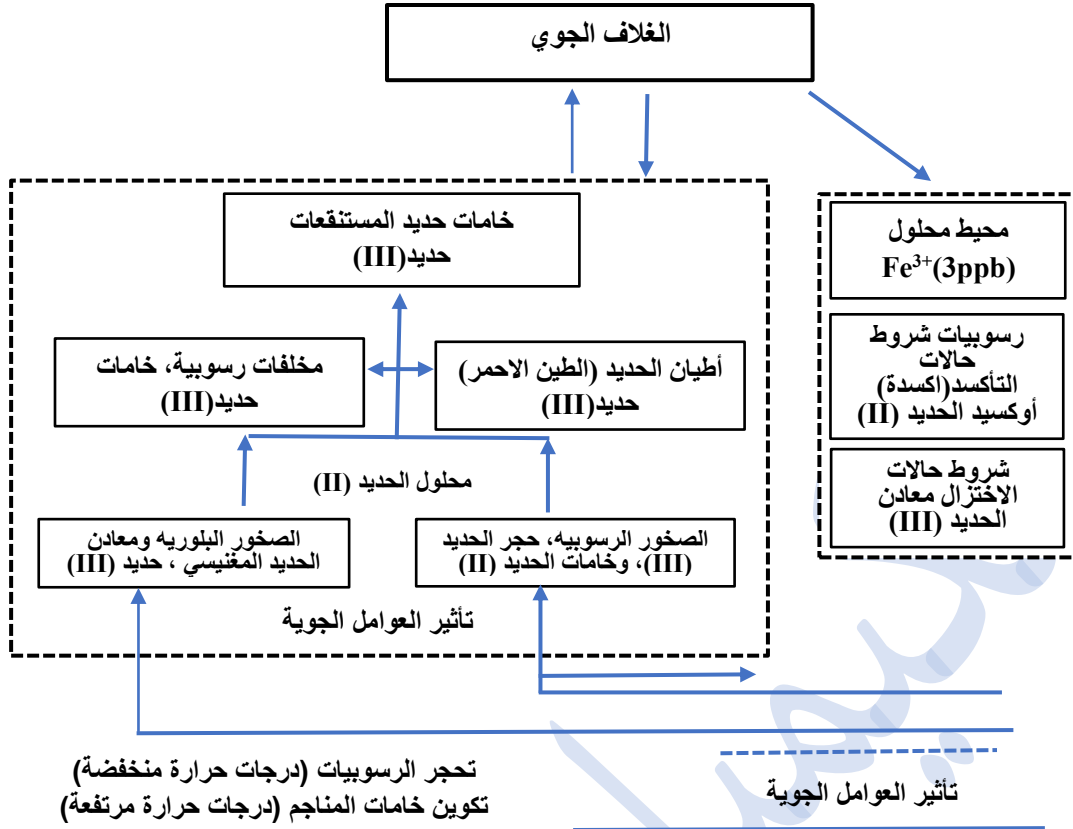 الغلاف الجوي
خامات حديد المستنقعات
حديد(III)
محيط محلول
Fe³⁺(3ppb)
مخلفات رسوبية، خامات
حديد(III)
أطيان الحديد (الطين الاحمر)
حديد(III)
رسوبيات شروط
حالات
التأكسد(اكسدة)
أوكسيد الحديد (II)
محلول الحديد (II)
شروط حالات
الاختزال معادن
الحديد (III)
الصخور البلوريه ومعادن
الحديد المغنيسي ، حديد (III)
الصخور الرسوبيه، حجر الحديد
(III)، وخامات الحديد (II)
تأثير العوامل الجوية
تحجر الرسوبيات (درجات حرارة منخفضة)
تكوين خامات المناجم (درجات حرارة مرتفعة)
تأثير العوامل الجوية